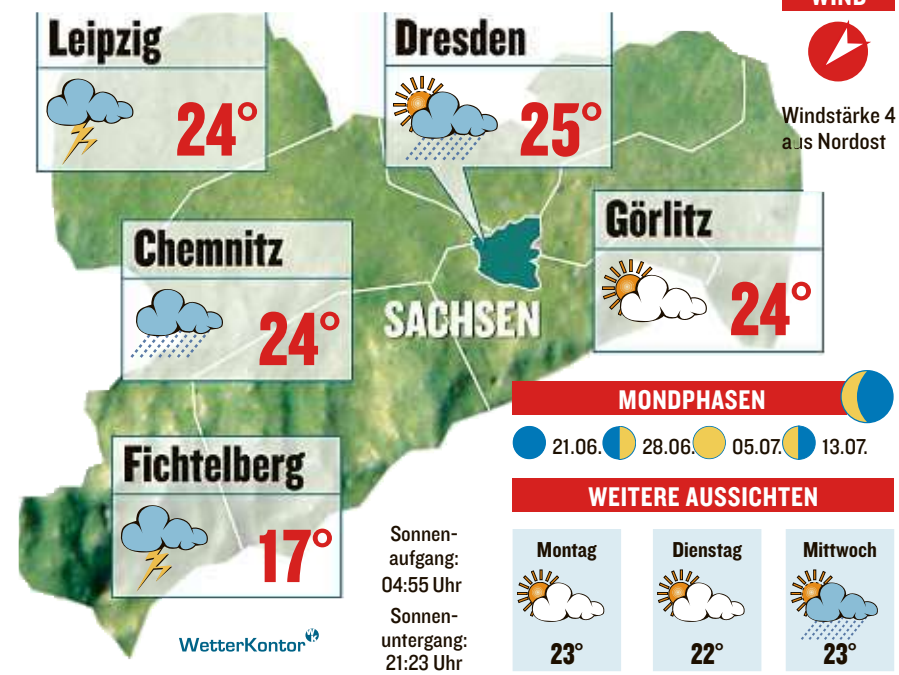 WIND
Leipzig
24°
Dresden
25°
Windstärke 4
aus Nordost
Chemnitz
24°
Görlitz
24°
SACHSEN
MONDPHASEN
21.06. 28.06. 05.07. 13.07.
Fichtelberg
17°
WEITERE AUSSICHTEN
Sonnen-
aufgang:
04:55 Uhr
Sonnen-
untergang:
21:23 Uhr
Montag
23°
Dienstag
22°
Mittwoch
23°
WetterKontor